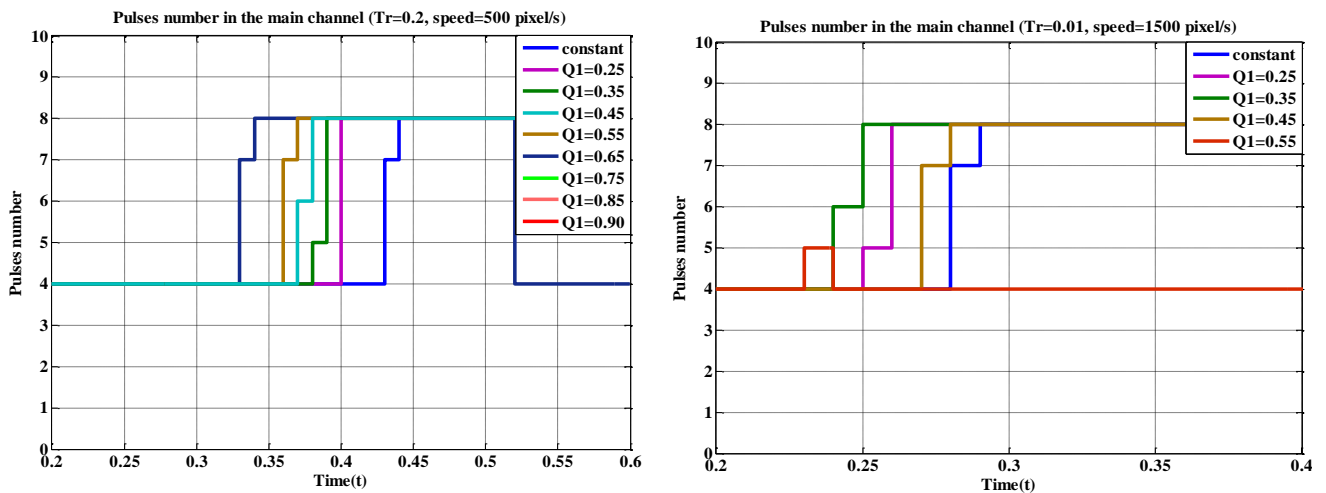 Pulses number in the main channel (Tr=0.2, speed=500 pixel/s)
Pulses number
10
9
8
7
6
5
4
3
2
1
0
0.2 0.25 0.3 0.35 0.4 0.45 0.5 0.55 0.6
Time(t)
constant
Q1=0.25
Q1=0.35
Q1=0.45
Q1=0.55
Q1=0.65
Q1=0.75
Q1=0.85
Q1=0.90
Pulses number in the main channel (Tr=0.01, speed=1500 pixel/s)
Pulses number
10
9
8
7
6
5
4
3
2
1
0
0.2 0.25 0.3 0.35 0.4
Time(t)
constant
Q1=0.25
Q1=0.35
Q1=0.45
Q1=0.55